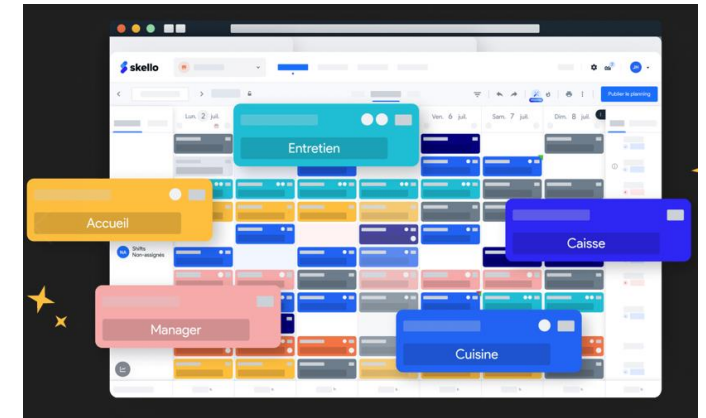 skello
Publier le planning
Lun. 2 juil.
Ven. 6 juil.
Sam. 7 juil.
Dim. 8 juil.
Entretien
Accueil
Caisse
NA Shifts
Non-assignés
Manager
Cuisine